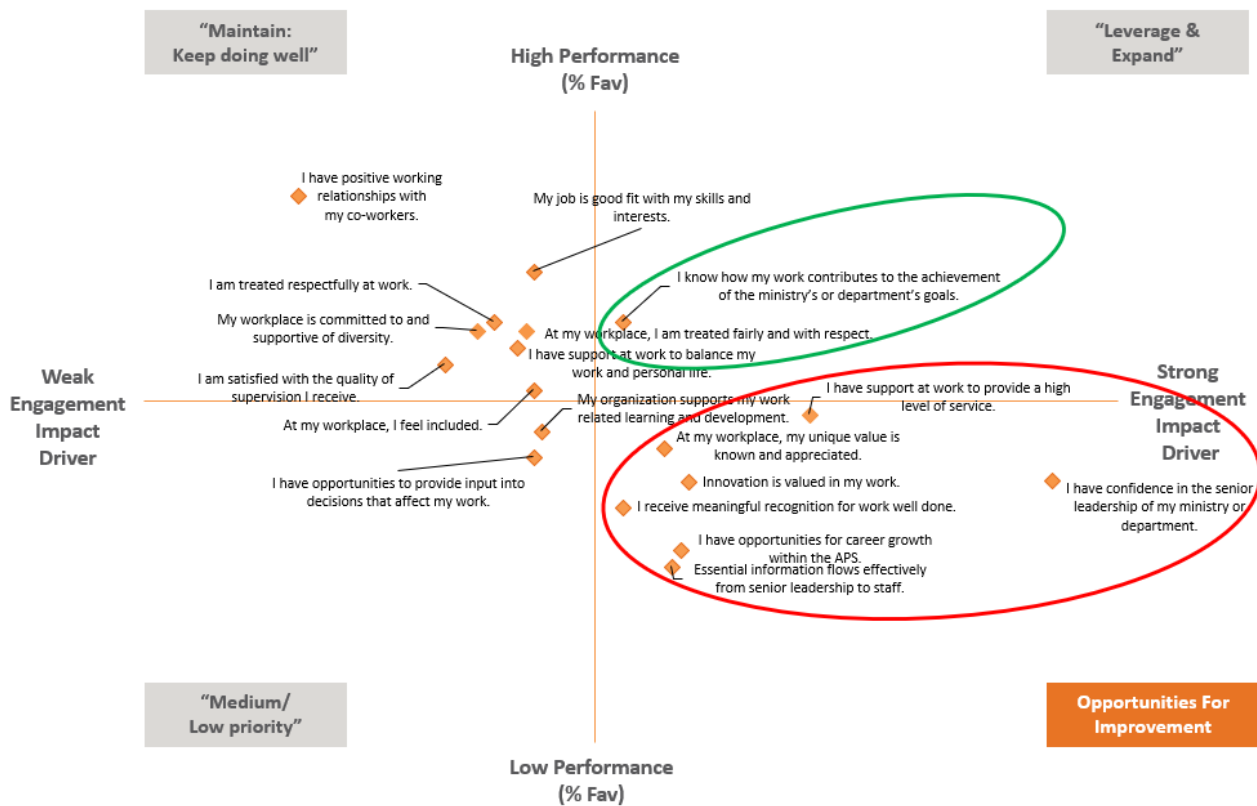 “Maintain:
Keep doing well”
“Leverage &
Expand”
High Performance
(% Fav)
I have positive working
relationships with
my co-workers.
My job is good fit with my skills and
interests.
I am treated respectfully at work.
I know how my work contributes to the achievement
of the ministry’s or department’s goals.
My workplace is committed to and
supportive of diversity.
At my workplace, I am treated fairly and with respect.
I have support at work to balance my
work and personal life.
Weak
Engagement
Impact
Driver
I am satisfied with the quality of
supervision I receive.
Strong
Engagement
Impact
Driver
I have support at work to provide a high
level of service.
My organization supports my work
related learning and development.
At my workplace, I feel included.
At my workplace, my unique value is
known and appreciated.
I have opportunities to provide input into
decisions that affect my work.
Innovation is valued in my work.
I have confidence in the senior
leadership of my ministry or
department.
I receive meaningful recognition for work well done.
I have opportunities for career growth
within the APS.
Essential information flows effectively
from senior leadership to staff.
“Medium/
Low priority”
Opportunities For
Improvement
Low Performance
(% Fav)